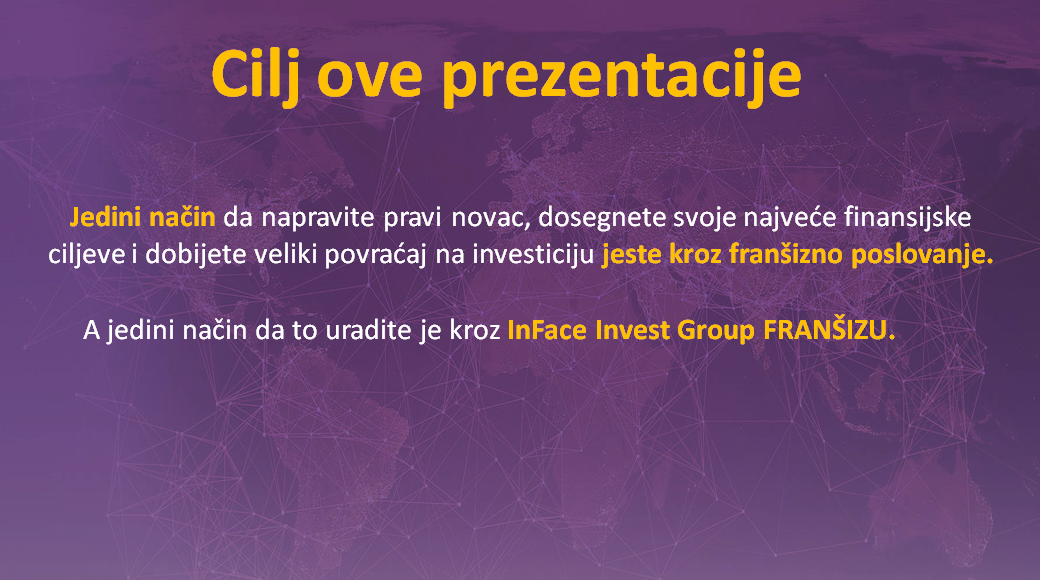 Cilj ove prezentacije
Jedini način da napravite pravi novac, dosegnete svoje najveće finansijske
ciljeve i dobijete veliki povraćaj na investiciju jeste kroz franšizno poslovanje.
A jedini način da to uradite je kroz InFace Invest Group FRANŠIZU.